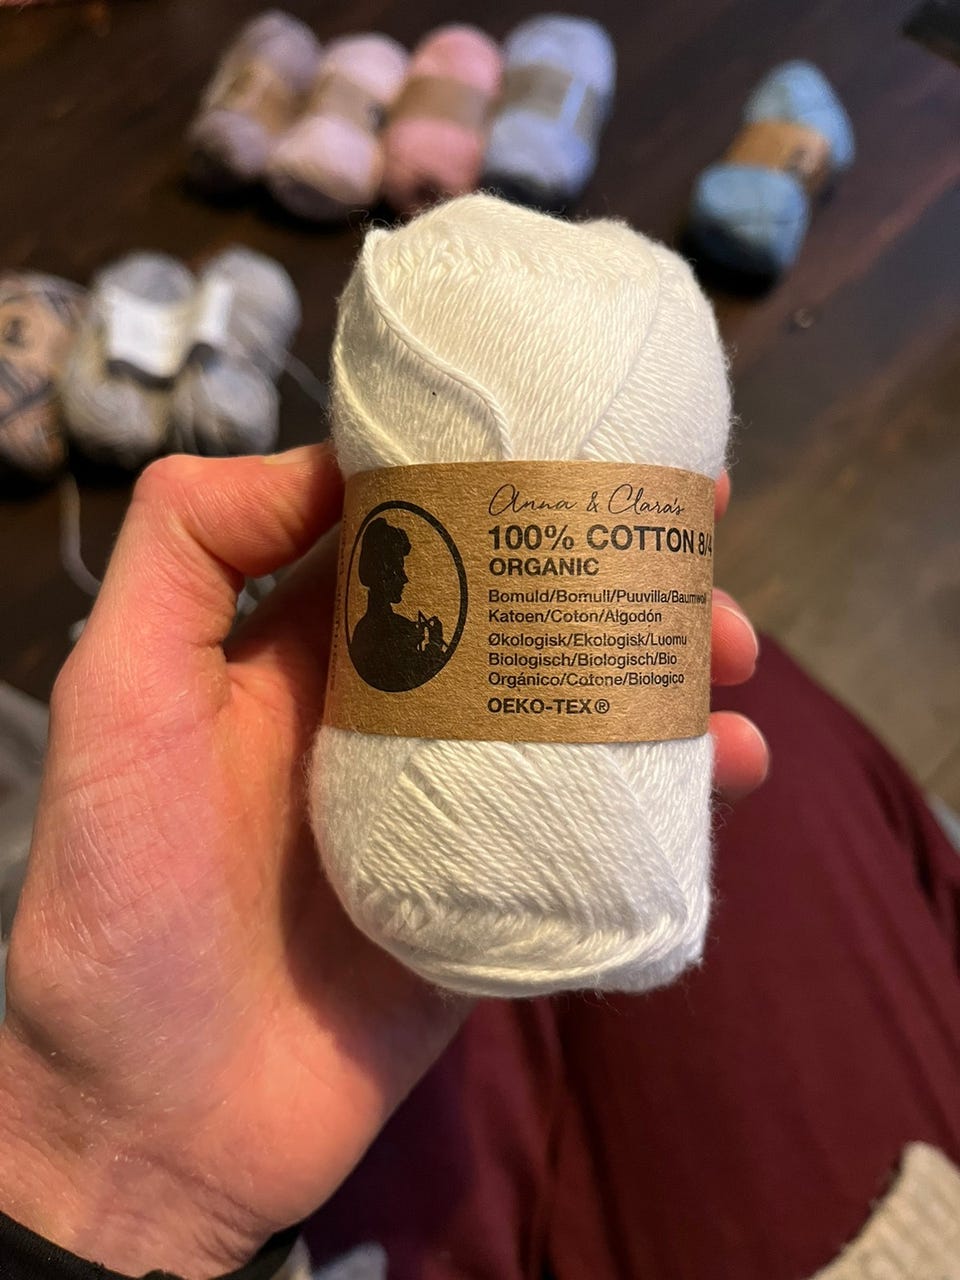 Anna & Clara's
100% COTTON 8/4
ORGANIC
Bomuld/Bomull/Puuvilla/Baumwoll
Katoen/Coton/Algodón
Økologisk/Ekologisk/Luomu
Biologisch/Biologisch/Bio
Orgánico/Cotone/Biologico
OEKO-TEX®